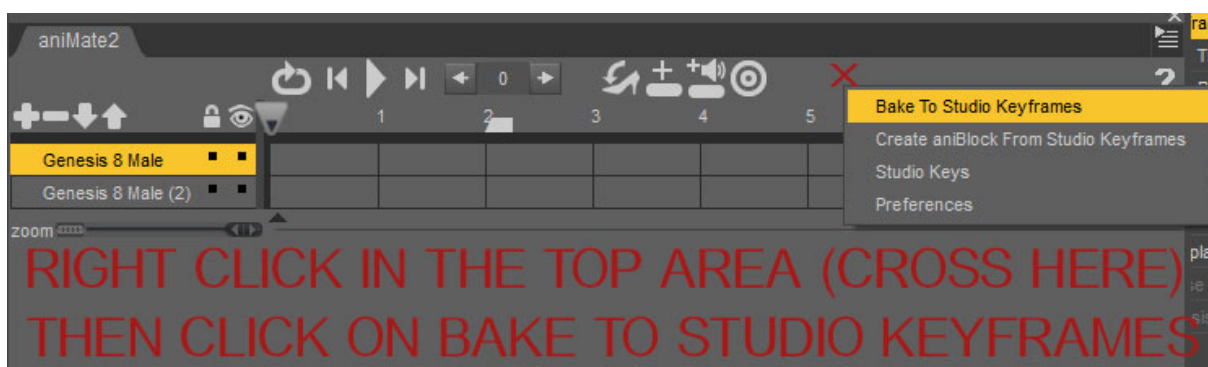 aniMate2
0
?
1 2 3 4 5
Bake To Studio Keyframes
Create aniBlock From Studio Keyframes
Studio Keys
Preferences
Genesis 8 Male
Genesis 8 Male (2)
zoom
RIGHT CLICK IN THE TOP AREA (CROSS HERE)
THEN CLICK ON BAKE TO STUDIO KEYFRAMES